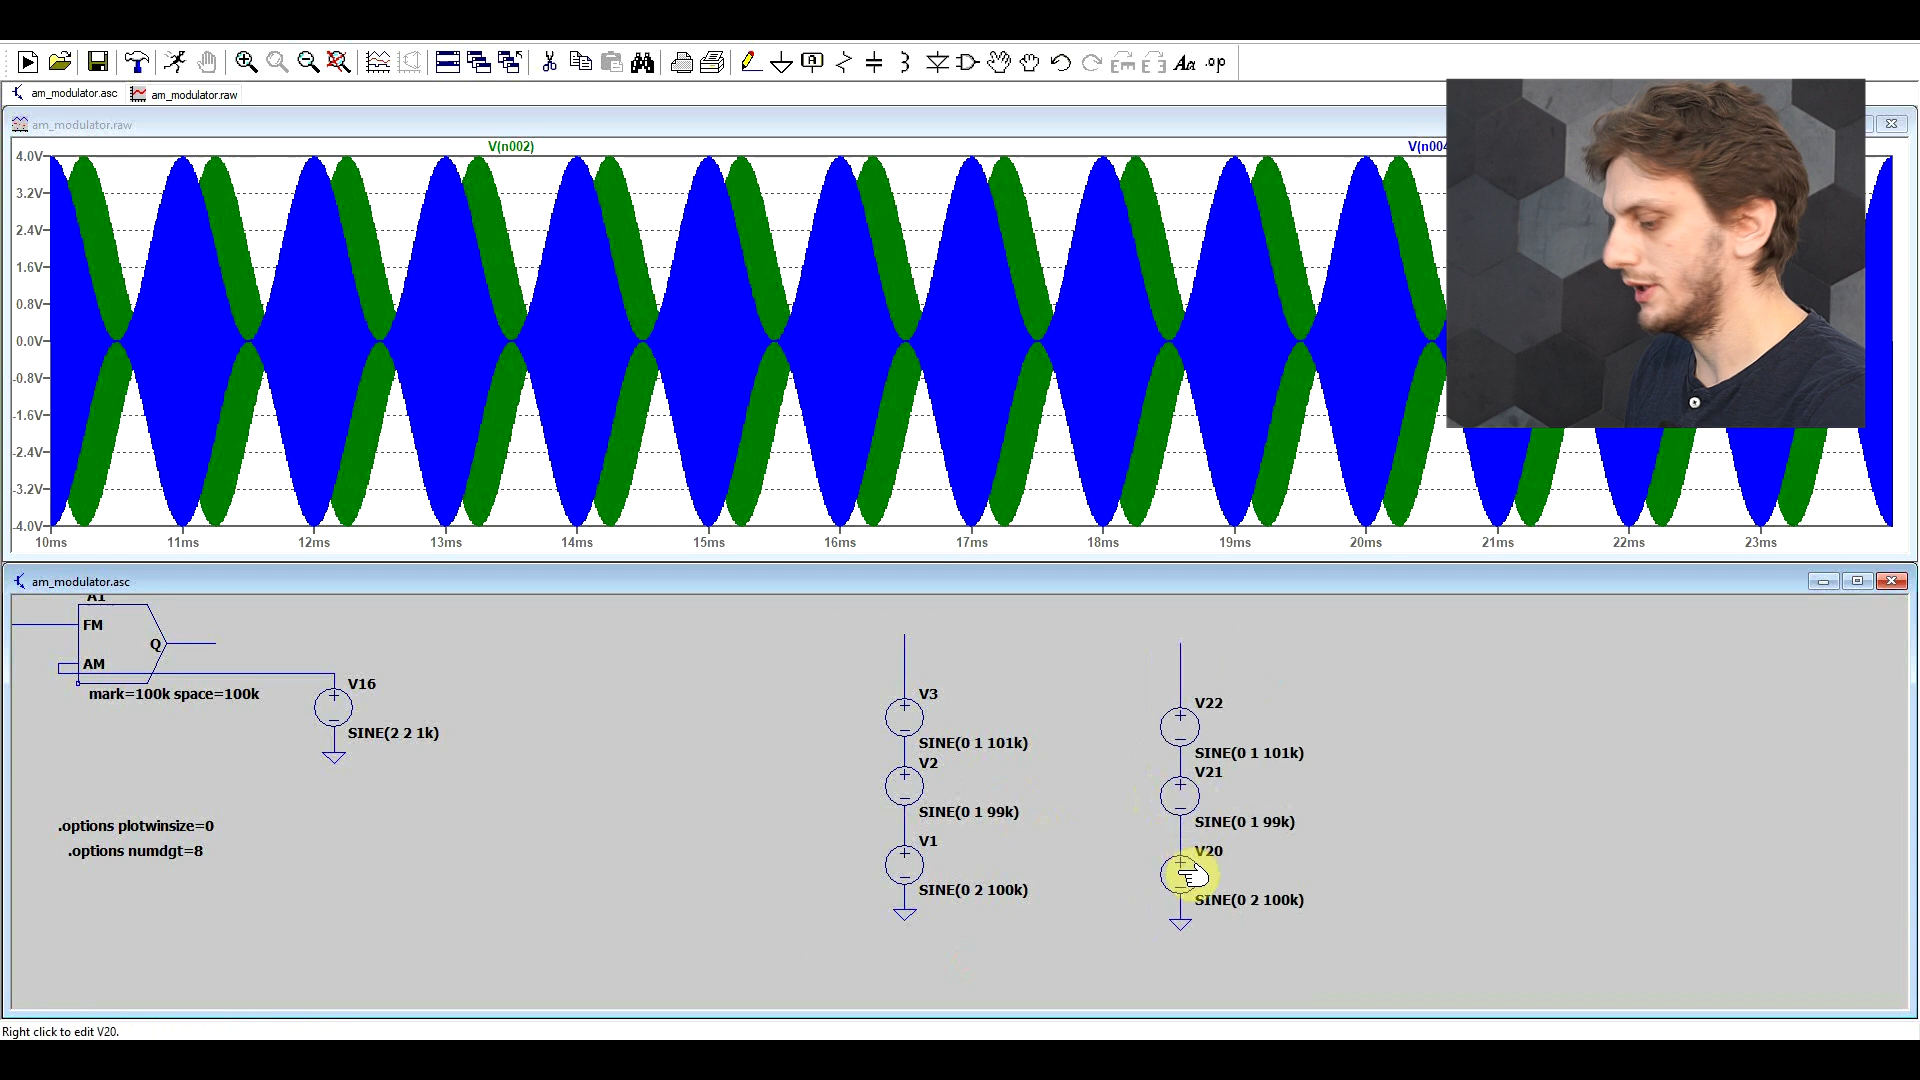 .op
am_modulator.asc
am_modulator.raw
am_modulator.raw
V(n002)
V(n004
4.0V
3.2V
2.4V
1.6V
0.8V
0.0V
-0.8V
-1.6V
-2.4V
-3.2V
-4.0V
10ms 11ms 12ms 13ms 14ms 15ms 16ms 17ms 18ms 19ms 20ms 21ms 22ms 23ms
am_modulator.asc
A1
FM
Q
AM
mark=100k space=100k
V16
SINE(2 2 1k)
.options plotwinsize=0
.options numdgt=8
V3
SINE(0 1 101k)
V2
SINE(0 1 99k)
V1
SINE(0 2 100k)
V22
SINE(0 1 101k)
V21
SINE(0 1 99k)
V20
SINE(0 2 100k)
Right click to edit V20.